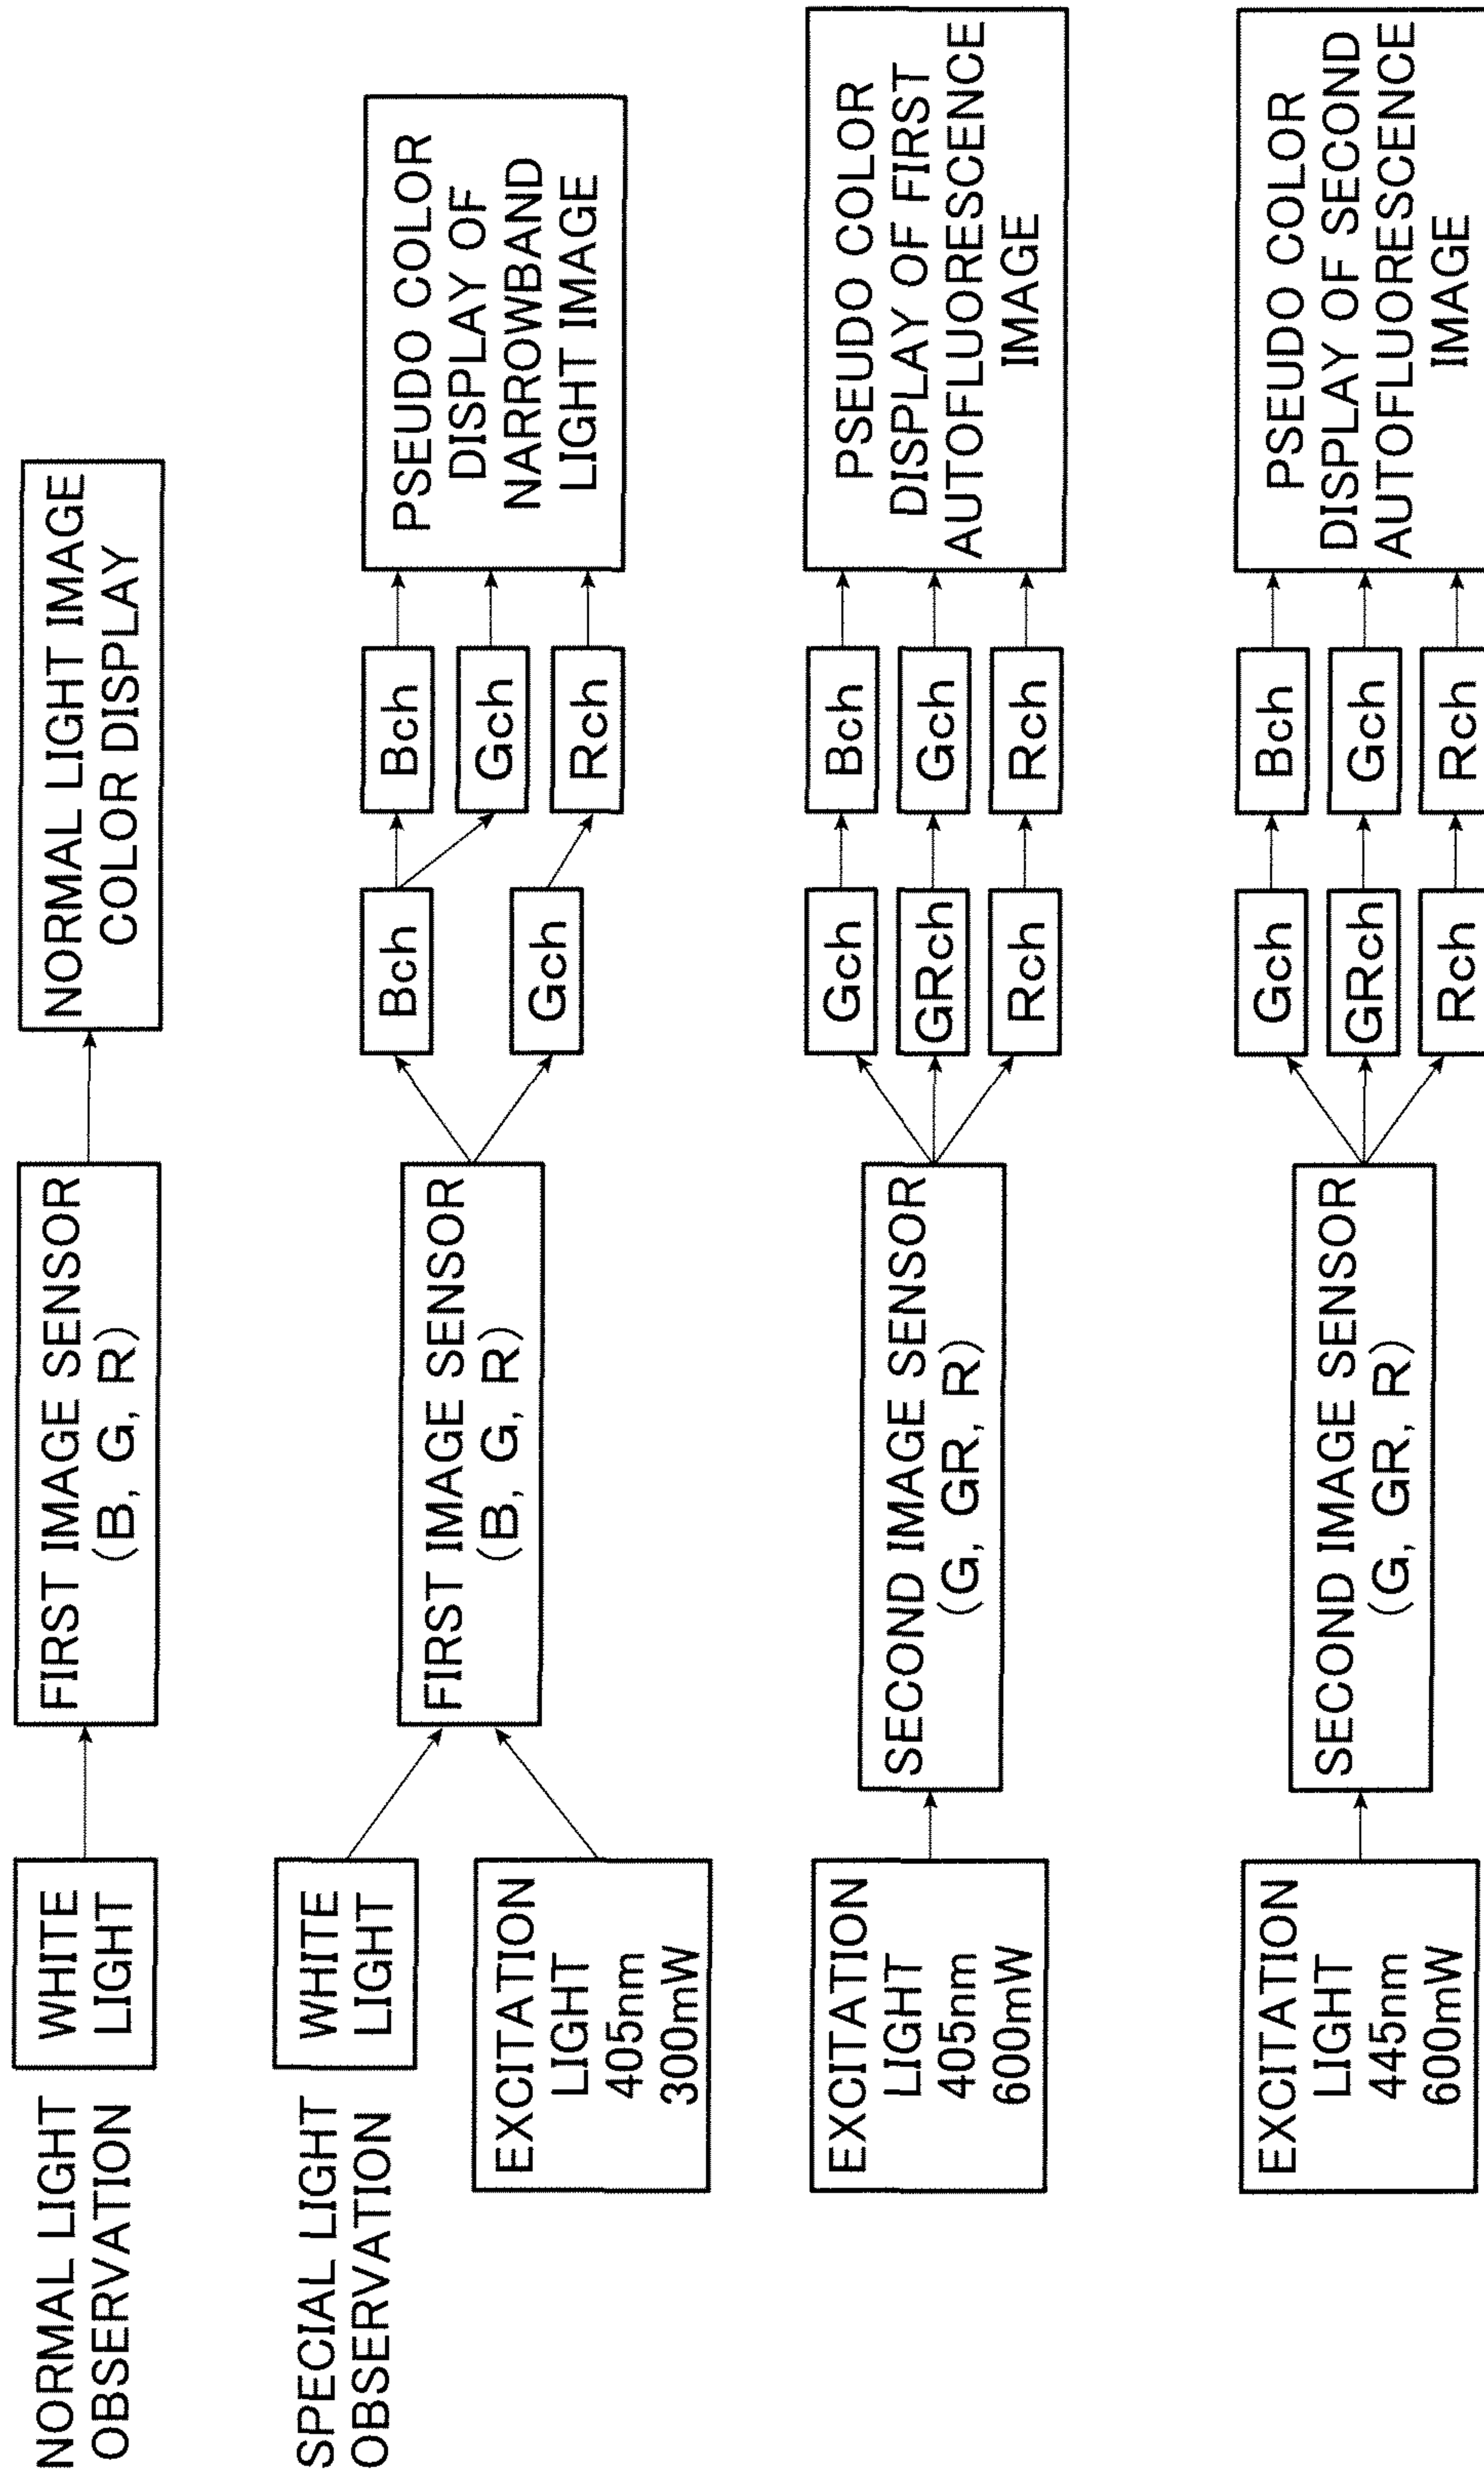 NORMAL LIGHT
OBSERVATION
WHITE
LIGHT
FIRST IMAGE SENSOR
(B, G, R)
NORMAL LIGHT IMAGE
COLOR DISPLAY
SPECIAL LIGHT
OBSERVATION
WHITE
LIGHT
EXCITATION
LIGHT
405nm
300mW
FIRST IMAGE SENSOR
(B, G, R)
Bch
Gch
Bch
Gch
Rch
PSEUDO COLOR
DISPLAY OF
NARROWBAND
LIGHT IMAGE
EXCITATION
LIGHT
405nm
600mW
SECOND IMAGE SENSOR
(G, GR, R)
Gch
GRch
Rch
Bch
Gch
Rch
PSEUDO COLOR
DISPLAY OF FIRST
AUTOFLUORESCENCE
IMAGE
EXCITATION
LIGHT
445nm
600mW
SECOND IMAGE SENSOR
(G, GR, R)
Gch
GRch
Rch
Bch
Gch
Rch
PSEUDO COLOR
DISPLAY OF SECOND
AUTOFLUORESCENCE
IMAGE